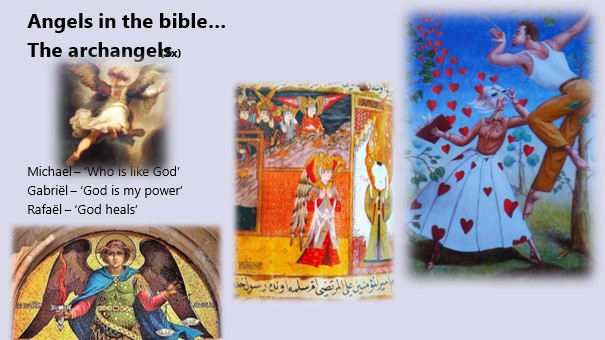 Angels in the bible…
The archangels (3x)
Michael – ‘Who is like God’
Gabriël – ‘God is my power’
Rafaël – ‘God heals’